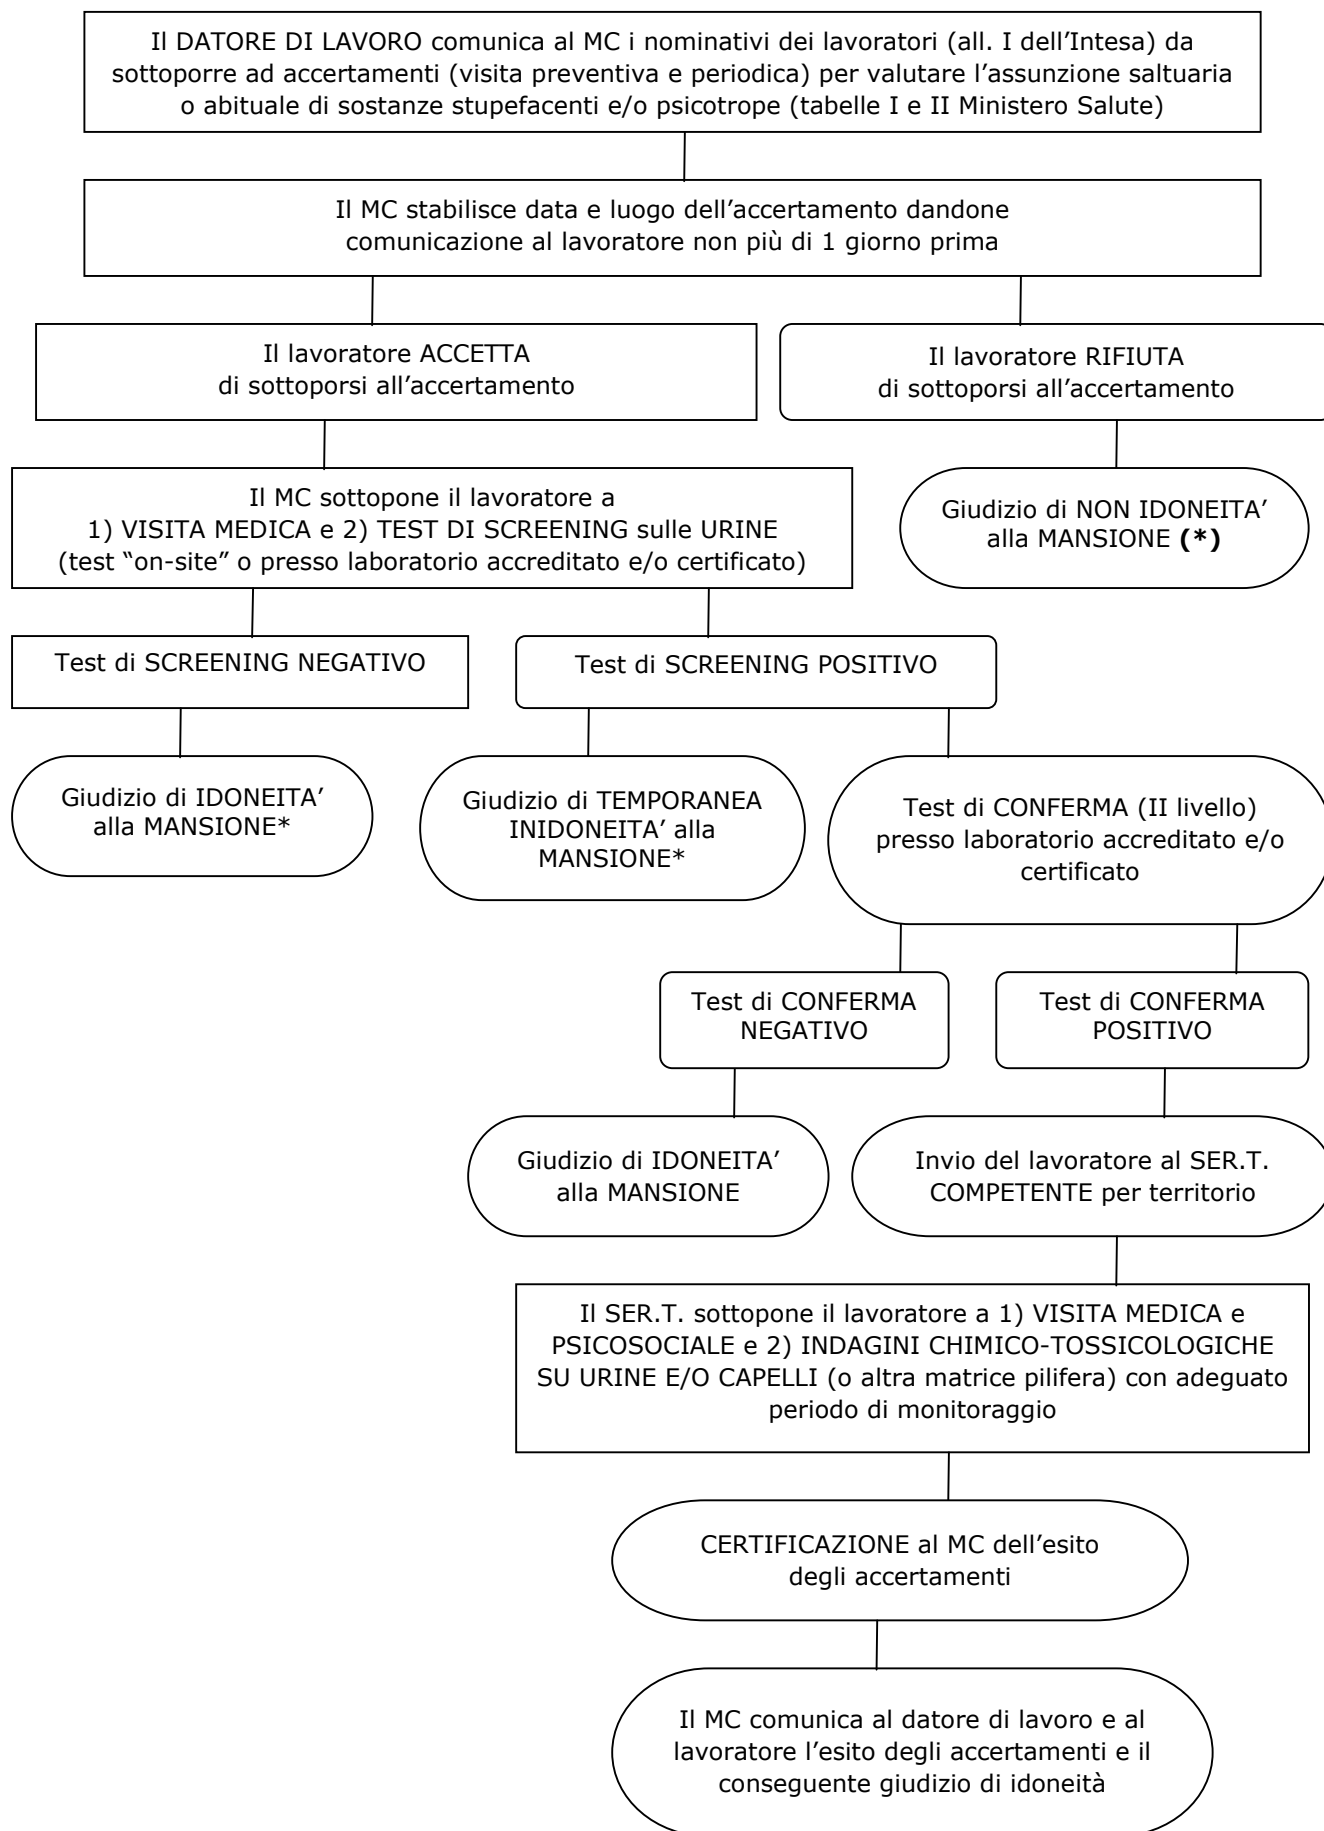 Il DATORE DI LAVORO comunica al MC i nominativi dei lavoratori (all. I dell’Intesa) da
sottoporre ad accertamenti (visita preventiva e periodica) per valutare l’assunzione saltuaria
o abituale di sostanze stupefacenti e/o psicotrope (tabelle I e II Ministero Salute)
Il MC stabilisce data e luogo dell’accertamento dandone
comunicazione al lavoratore non più di 1 giorno prima
Il lavoratore ACCETTA
di sottoporsi all’accertamento
Il lavoratore RIFIUTA
di sottoporsi all’accertamento
Il MC sottopone il lavoratore a
1) VISITA MEDICA e 2) TEST DI SCREENING sulle URINE
(test “on-site” o presso laboratorio accreditato e/o certificato)
Giudizio di NON IDONEITA’
alla MANSIONE (*)
Test di SCREENING NEGATIVO
Test di SCREENING POSITIVO
Giudizio di IDONEITA’
alla MANSIONE*
Giudizio di TEMPORANEA
INIDONEITA’ alla
MANSIONE*
Test di CONFERMA (II livello)
presso laboratorio accreditato e/o
certificato
Test di CONFERMA
NEGATIVO
Test di CONFERMA
POSITIVO
Giudizio di IDONEITA’
alla MANSIONE
Invio del lavoratore al SER.T.
COMPETENTE per territorio
Il SER.T. sottopone il lavoratore a 1) VISITA MEDICA e
PSICOSOCIALE e 2) INDAGINI CHIMICO-TOSSICOLOGICHE
SU URINE E/O CAPELLI (o altra matrice pilifera) con adeguato
periodo di monitoraggio
CERTIFICAZIONE al MC dell’esito
degli accertamenti
Il MC comunica al datore di lavoro e al
lavoratore l’esito degli accertamenti e il
conseguente giudizio di idoneità